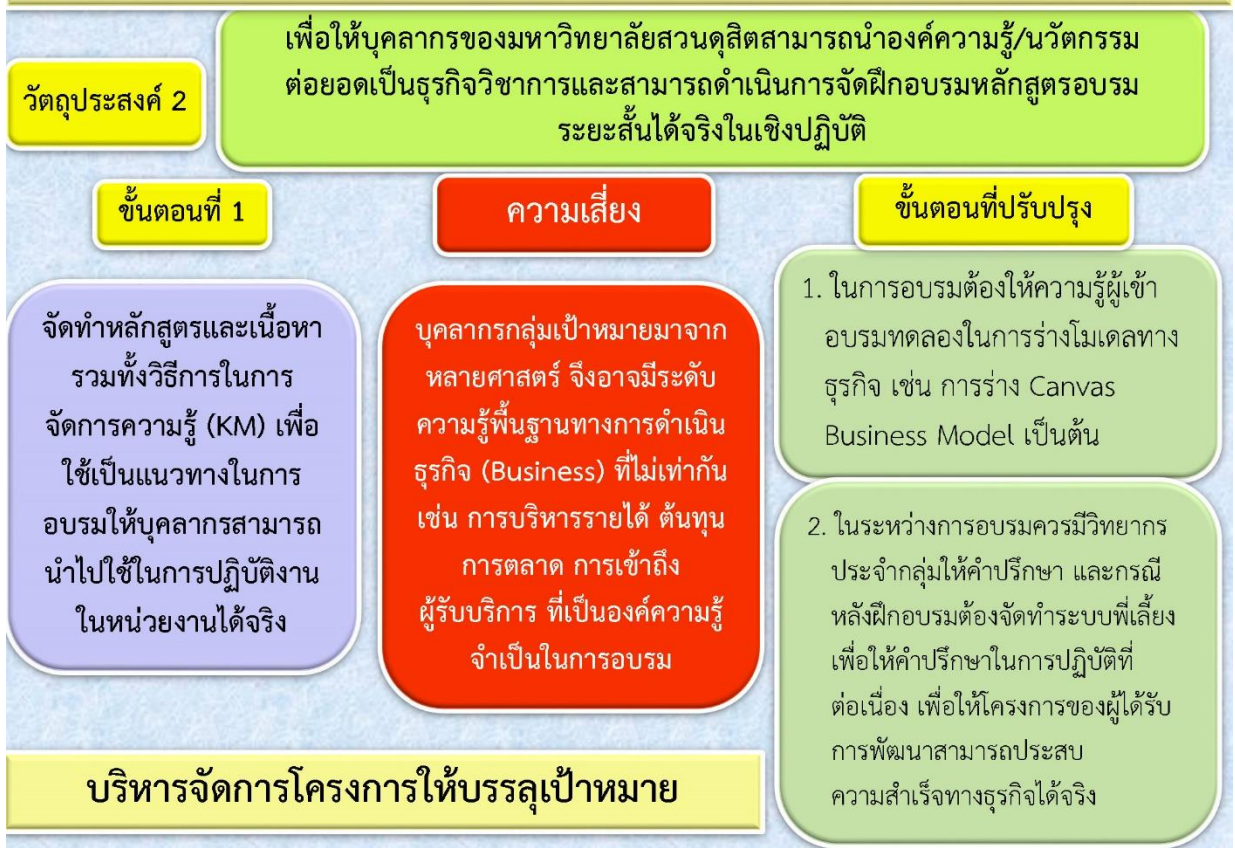 เพื่อให้บุคลากรของมหาวิทยาลัยสวนดุสิตสามารถนำองค์ความรู้/นวัตกรรม
วัตถุประสงค์ 2
ต่อยอดเป็นธุรกิจวิชาการและสามารถดำเนินการจัดฝึกอบรมหลักสูตรอบรม
ระยะสั้นได้จริงในเชิงปฏิบัติ
ขั้นตอนที่ 1
ความเสี่ยง
ขั้นตอนที่ปรับปรุง
จัดทำหลักสูตรและเนื้อหา
รวมทั้งวิธีการในการ
จัดการความรู้ (KM) เพื่อ
ใช้เป็นแนวทางในการ
อบรมให้บุคลากรสามารถ
นำไปใช้ในการปฏิบัติงาน
ในหน่วยงานได้จริง
บุคลากรกลุ่มเป้าหมายมาจาก
หลายศาสตร์ จึงอาจมีระดับ
ความรู้พื้นฐานทางการดำเนิน
ธุรกิจ (Business) ที่ไม่เท่ากัน
เช่น การบริหารรายได้ ต้นทุน
การตลาด การเข้าถึง
ผู้รับบริการ ที่เป็นองค์ความรู้
จำเป็นในการอบรม
1. ในการอบรมต้องให้ความรู้ผู้เข้า
อบรมทดลองในการร่างโมเดลทาง
ธุรกิจ เช่น การร่าง Canvas
Business Model เป็นต้น
2. ในระหว่างการอบรมควรมีวิทยากร
ประจำกลุ่มให้คำปรึกษา และกรณี
หลังฝึกอบรมต้องจัดทำระบบพี่เลี้ยง
เพื่อให้คำปรึกษาในการปฏิบัติที่
ต่อเนื่อง เพื่อให้โครงการของผู้ได้รับ
การพัฒนาสามารถประสบ
ความสำเร็จทางธุรกิจได้จริง
บริหารจัดการโครงการให้บรรลุเป้าหมาย